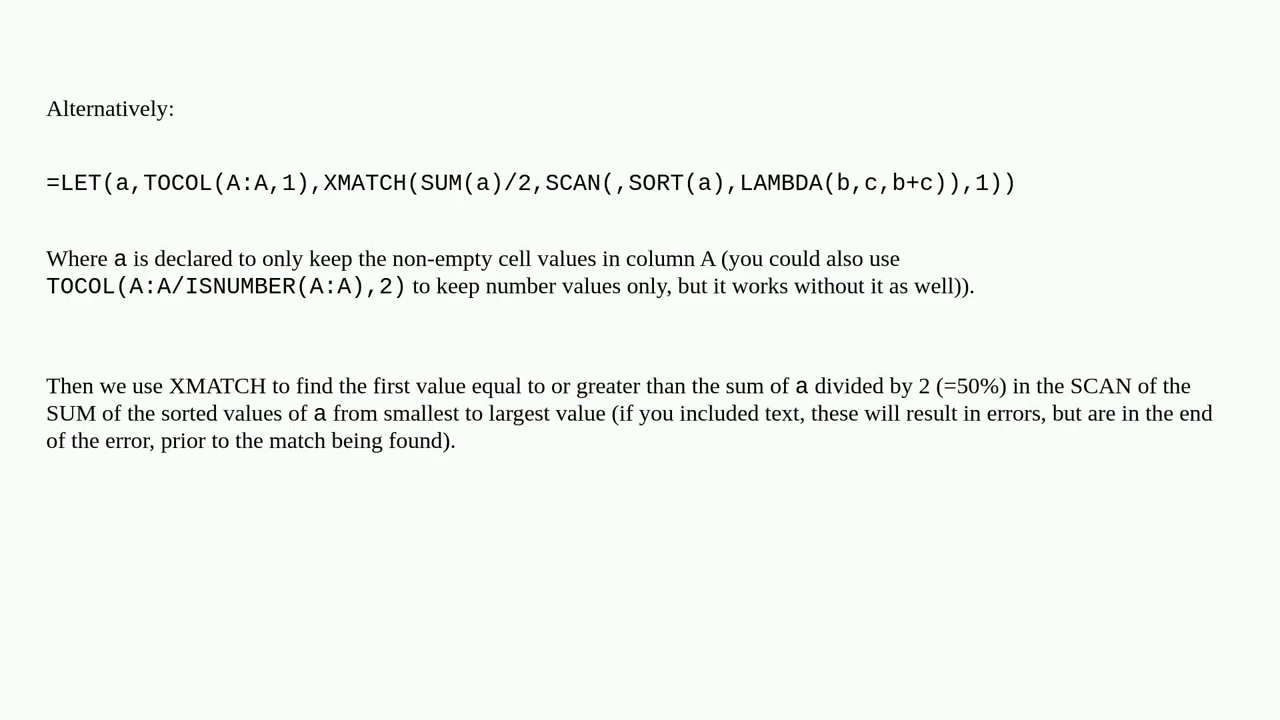 Alternatively:
=LET(a,TOCOL(A:A,1),XMATCH(SUM(a)/2,SCAN(,SORT(a),LAMBDA(b,c,b+c)),1))
Where a is declared to only keep the non-empty cell values in column A (you could also use
TOCOL(A:A/ISNUMBER(A:A),2) to keep number values only, but it works without it as well)).
Then we use XMATCH to find the first value equal to or greater than the sum of a divided by 2 (=50%) in the SCAN of the
SUM of the sorted values of a from smallest to largest value (if you included text, these will result in errors, but are in the end
of the error, prior to the match being found).